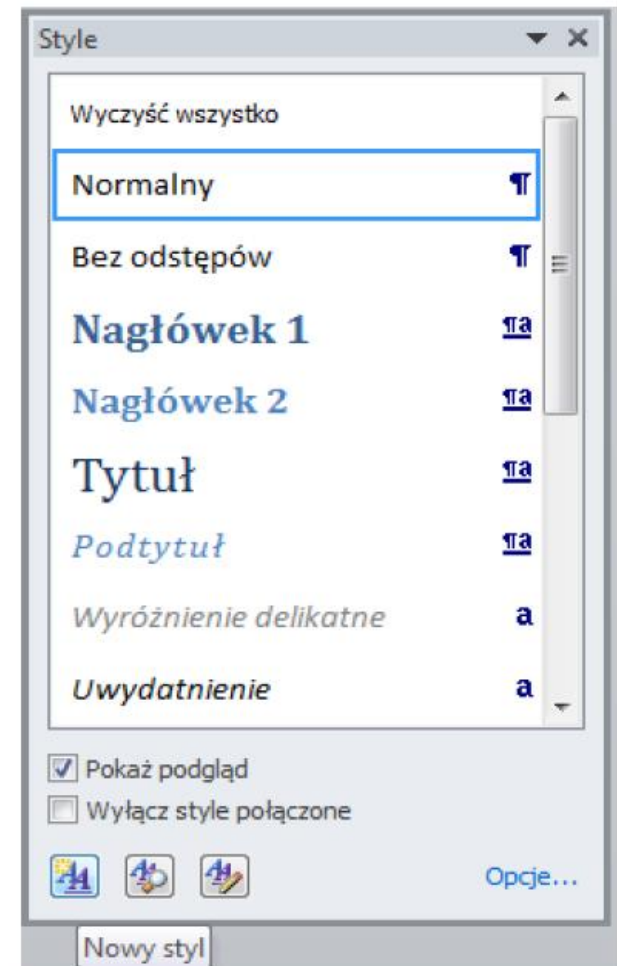 Style
Wyczyść wszystko
Normalny ¶
Bez odstępów ¶
Nagłówek 1 ¶a
Nagłówek 2 ¶a
Tytuł ¶a
Podtytuł ¶a
Wyróżnienie delikatne a
Uwydatnienie a
Pokaż podgląd
Wyłącz style połączone
Opcje...
Nowy styl